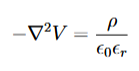 −∇²V = ρ / ϵ₀ϵᵣ